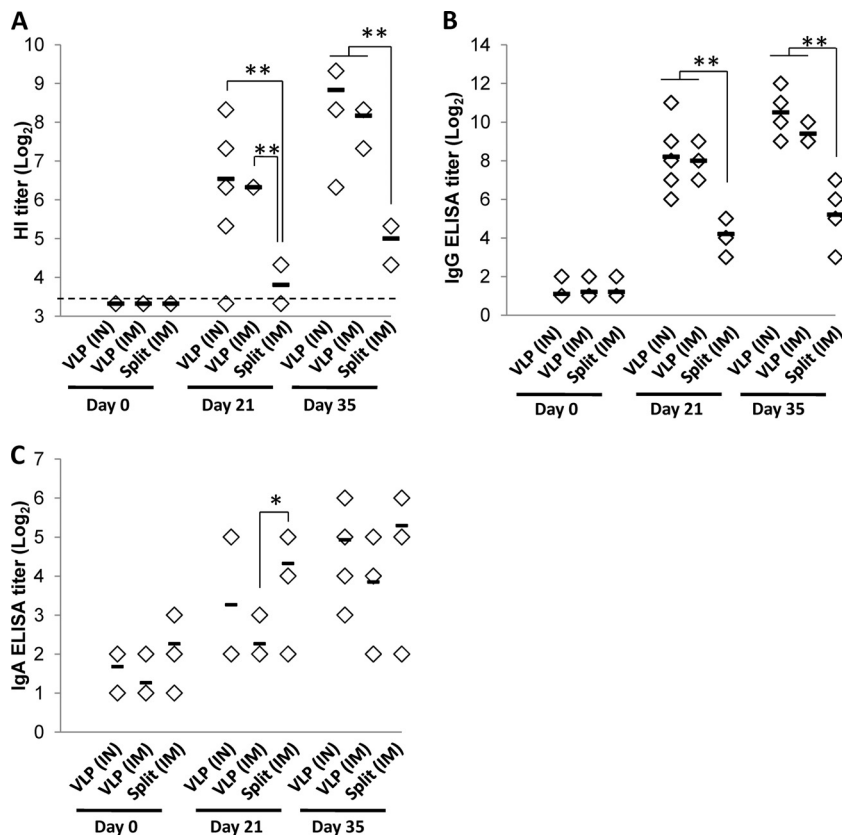 A
HI titer (Log2)
10
9
8
7
6
5
4
3
**
**
**
VLP (IN)
VLP (IM)
Split (IM)
VLP (IN)
VLP (IM)
Split (IM)
VLP (IN)
VLP (IM)
Split (IM)
Day 0
Day 21
Day 35
B
IgG ELISA titer (Log2)
14
12
10
8
6
4
2
0
**
**
VLP (IN)
VLP (IM)
Split (IM)
VLP (IN)
VLP (IM)
Split (IM)
VLP (IN)
VLP (IM)
Split (IM)
Day 0
Day 21
Day 35
C
IgA ELISA titer (Log2)
7
6
5
4
3
2
1
0
*
VLP (IN)
VLP (IM)
Split (IM)
VLP (IN)
VLP (IM)
Split (IM)
VLP (IN)
VLP (IM)
Split (IM)
Day 0
Day 21
Day 35